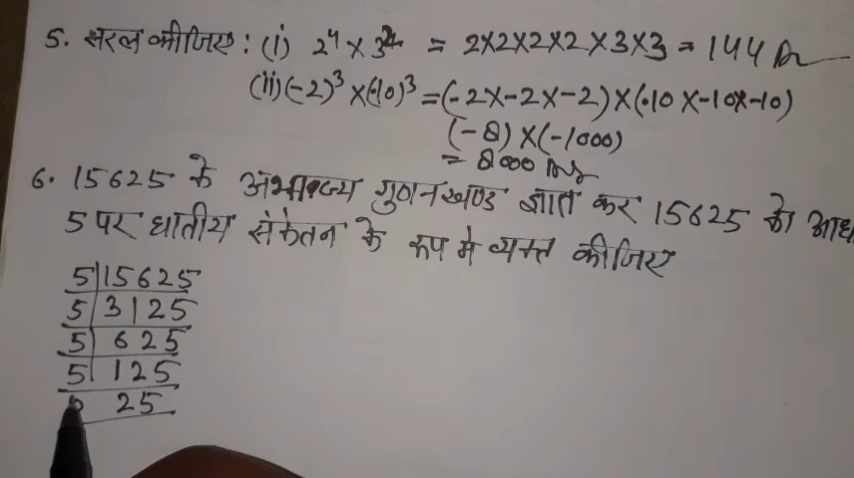 5. सरल कीजिए : (i) 2⁴ × 3² = 2×2×2×2 × 3×3 = 144
(ii) (-2)³ × (-10)³ = (-2×-2×-2) × (-10 × -10×-10)
(-8) × (-1000)
= 8000 Ans
6. 15625 के अभाज्य गुणनखण्ड ज्ञात कर 15625 को
5 पर घातीय संकेतन के रूप मे व्यक्त कीजिए
5|15625
5|3125
5|625
5|125
25